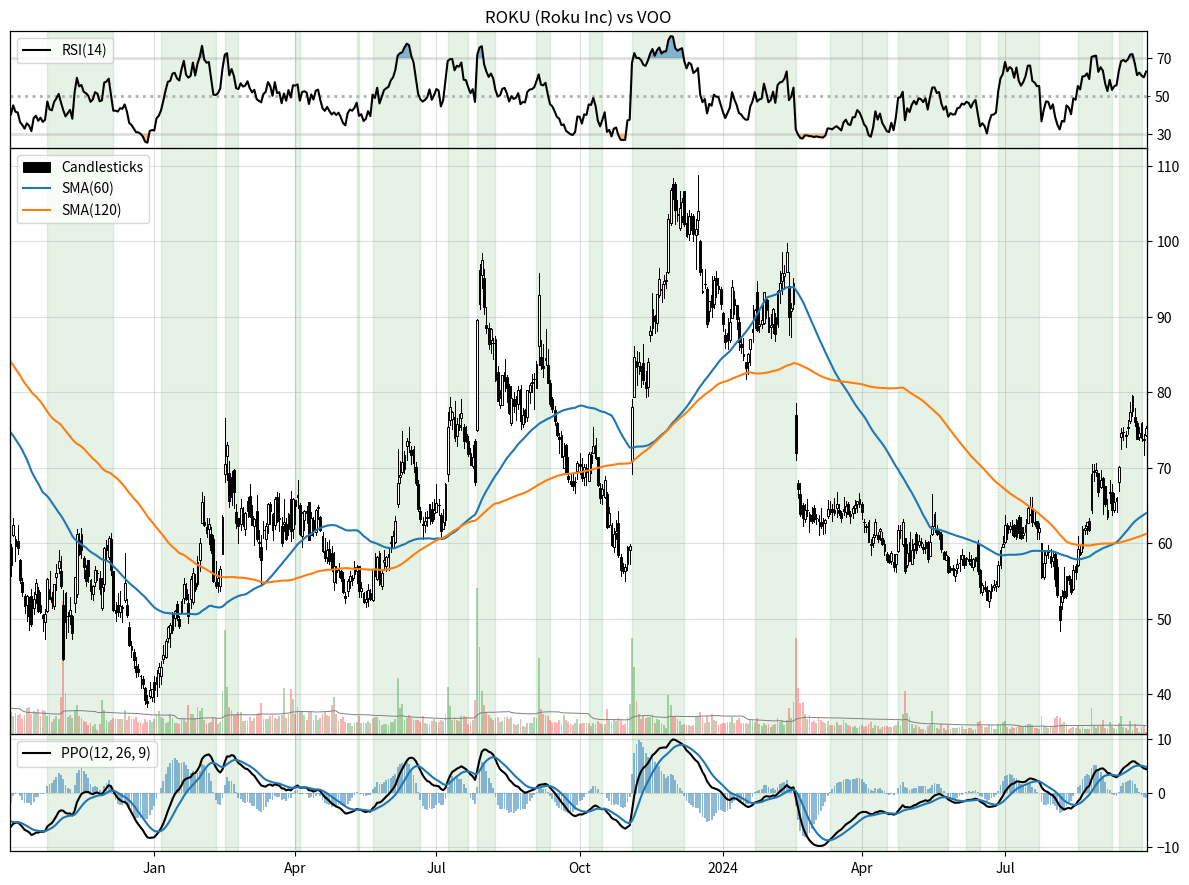 ROKU (Roku Inc) vs VOO
RSI(14)
70
50
30
Candlesticks
SMA(60)
SMA(120)
110
100
90
80
70
60
50
40
PPO(12, 26, 9)
10
0
−10
Jan Apr Jul Oct 2024 Apr Jul